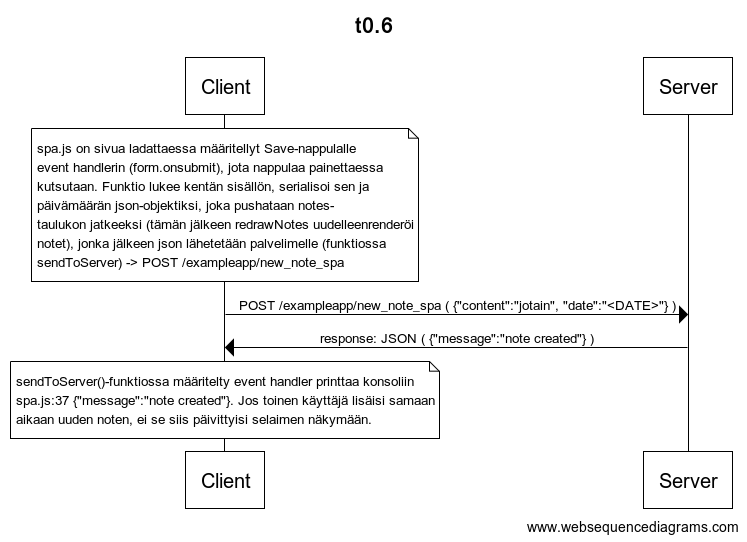 t0.6
Client
Server
spa.js on sivua ladattaessa määritellyt Save-nappulalle
event handlerin (form.onsubmit), jota nappulaa painettaessa
kutsutaan. Funktio lukee kentän sisällön, serialisoi sen ja
päivämäärän json-objektiksi, joka pushataan notes-
taulukon jatkeeksi (tämän jälkeen redrawNotes uudelleenrenderöi
notet), jonka jälkeen json lähetetään palvelimelle (funktiossa
sendToServer) -> POST /exampleapp/new_note_spa
POST /exampleapp/new_note_spa ( {"content":"jotain", "date":"<DATE>"} )
response: JSON ( {"message":"note created"} )
sendToServer()-funktiossa määritelty event handler printtaa konsoliin
spa.js:37 {"message":"note created"}. Jos toinen käyttäjä lisäisi samaan
aikaan uuden noten, ei se siis päivittyisi selaimen näkymään.
Client
Server
www.websequencediagrams.com